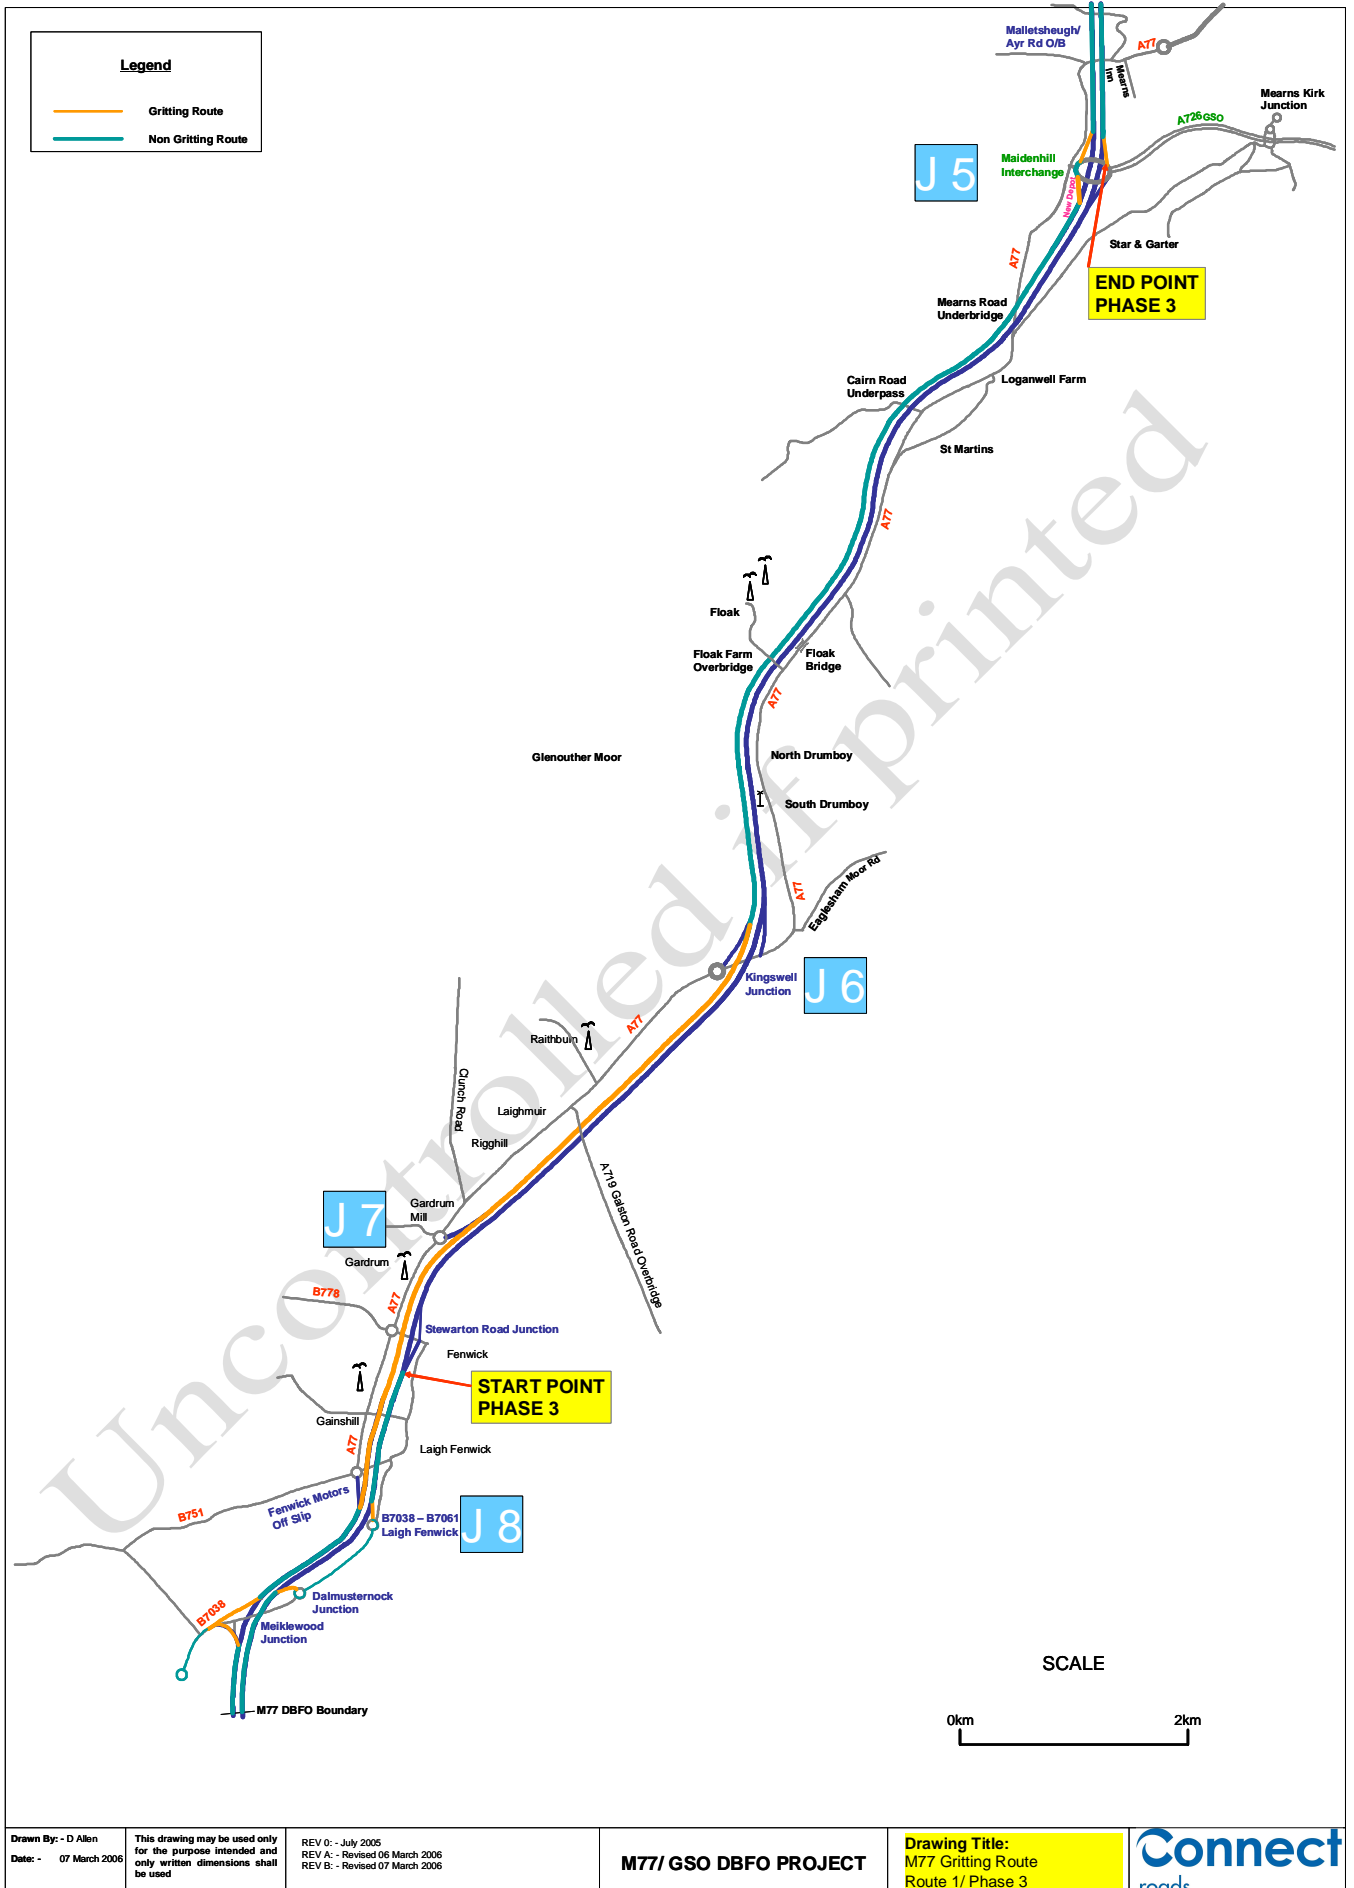 Legend
Gritting Route
Non Gritting Route
Malletsheugh/
Ayr Rd O/B
A77
Mearns
Inn
Mearns Kirk
Junction
A726 GSO
J 5
Maidenhill
Interchange
New Depot
Star & Garter
A77
END POINT
PHASE 3
Mearns Road
Underbridge
Cairn Road
Underpass
Loganwell Farm
St Martins
A77
Floak
Floak Farm
Overbridge
Floak
Bridge
A77
Glenouther Moor
North Drumboy
South Drumboy
A77
Eaglesham Moor Rd
Kingswell
Junction
J 6
A77
Raithburn
Clunch Road
Laighmuir
Rigghill
A719 Galston Road Overbridge
J 7
Gardrum
Mill
Gardrum
B778
A77
Stewarton Road Junction
Fenwick
START POINT
PHASE 3
Gainshill
A77
Laigh Fenwick
B751
Fenwick Motors
Off Slip
B7038 – B7061
Laigh Fenwick
J 8
B7038
Dalmusternock
Junction
Meiklewood
Junction
M77 DBFO Boundary
SCALE
0km 2km
Uncontrolled if printed
Drawn By: - D Allen
Date: - 07 March 2006
This drawing may be used only
for the purpose intended and
only written dimensions shall
be used
REV 0: - July 2005
REV A: - Revised 06 March 2006
REV B: - Revised 07 March 2006
M77/ GSO DBFO PROJECT
Drawing Title:
M77 Gritting Route
Route 1/ Phase 3
Connect
roads